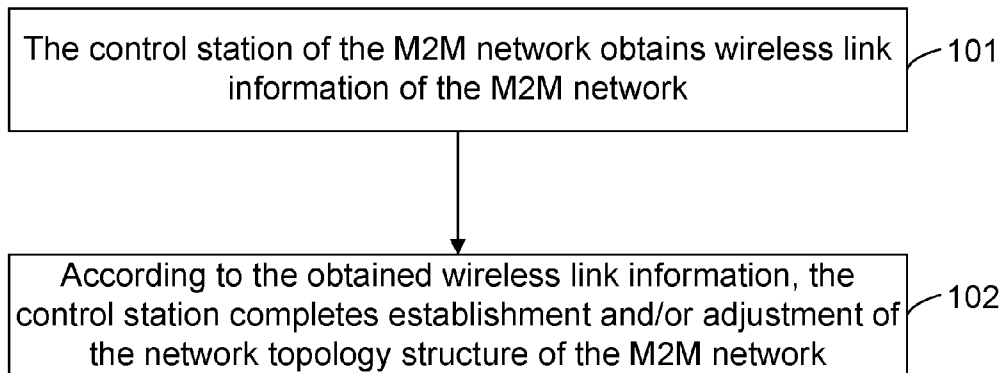 The control station of the M2M network obtains wireless link
information of the M2M network
101
According to the obtained wireless link information, the
control station completes establishment and/or adjustment of
the network topology structure of the M2M network
102